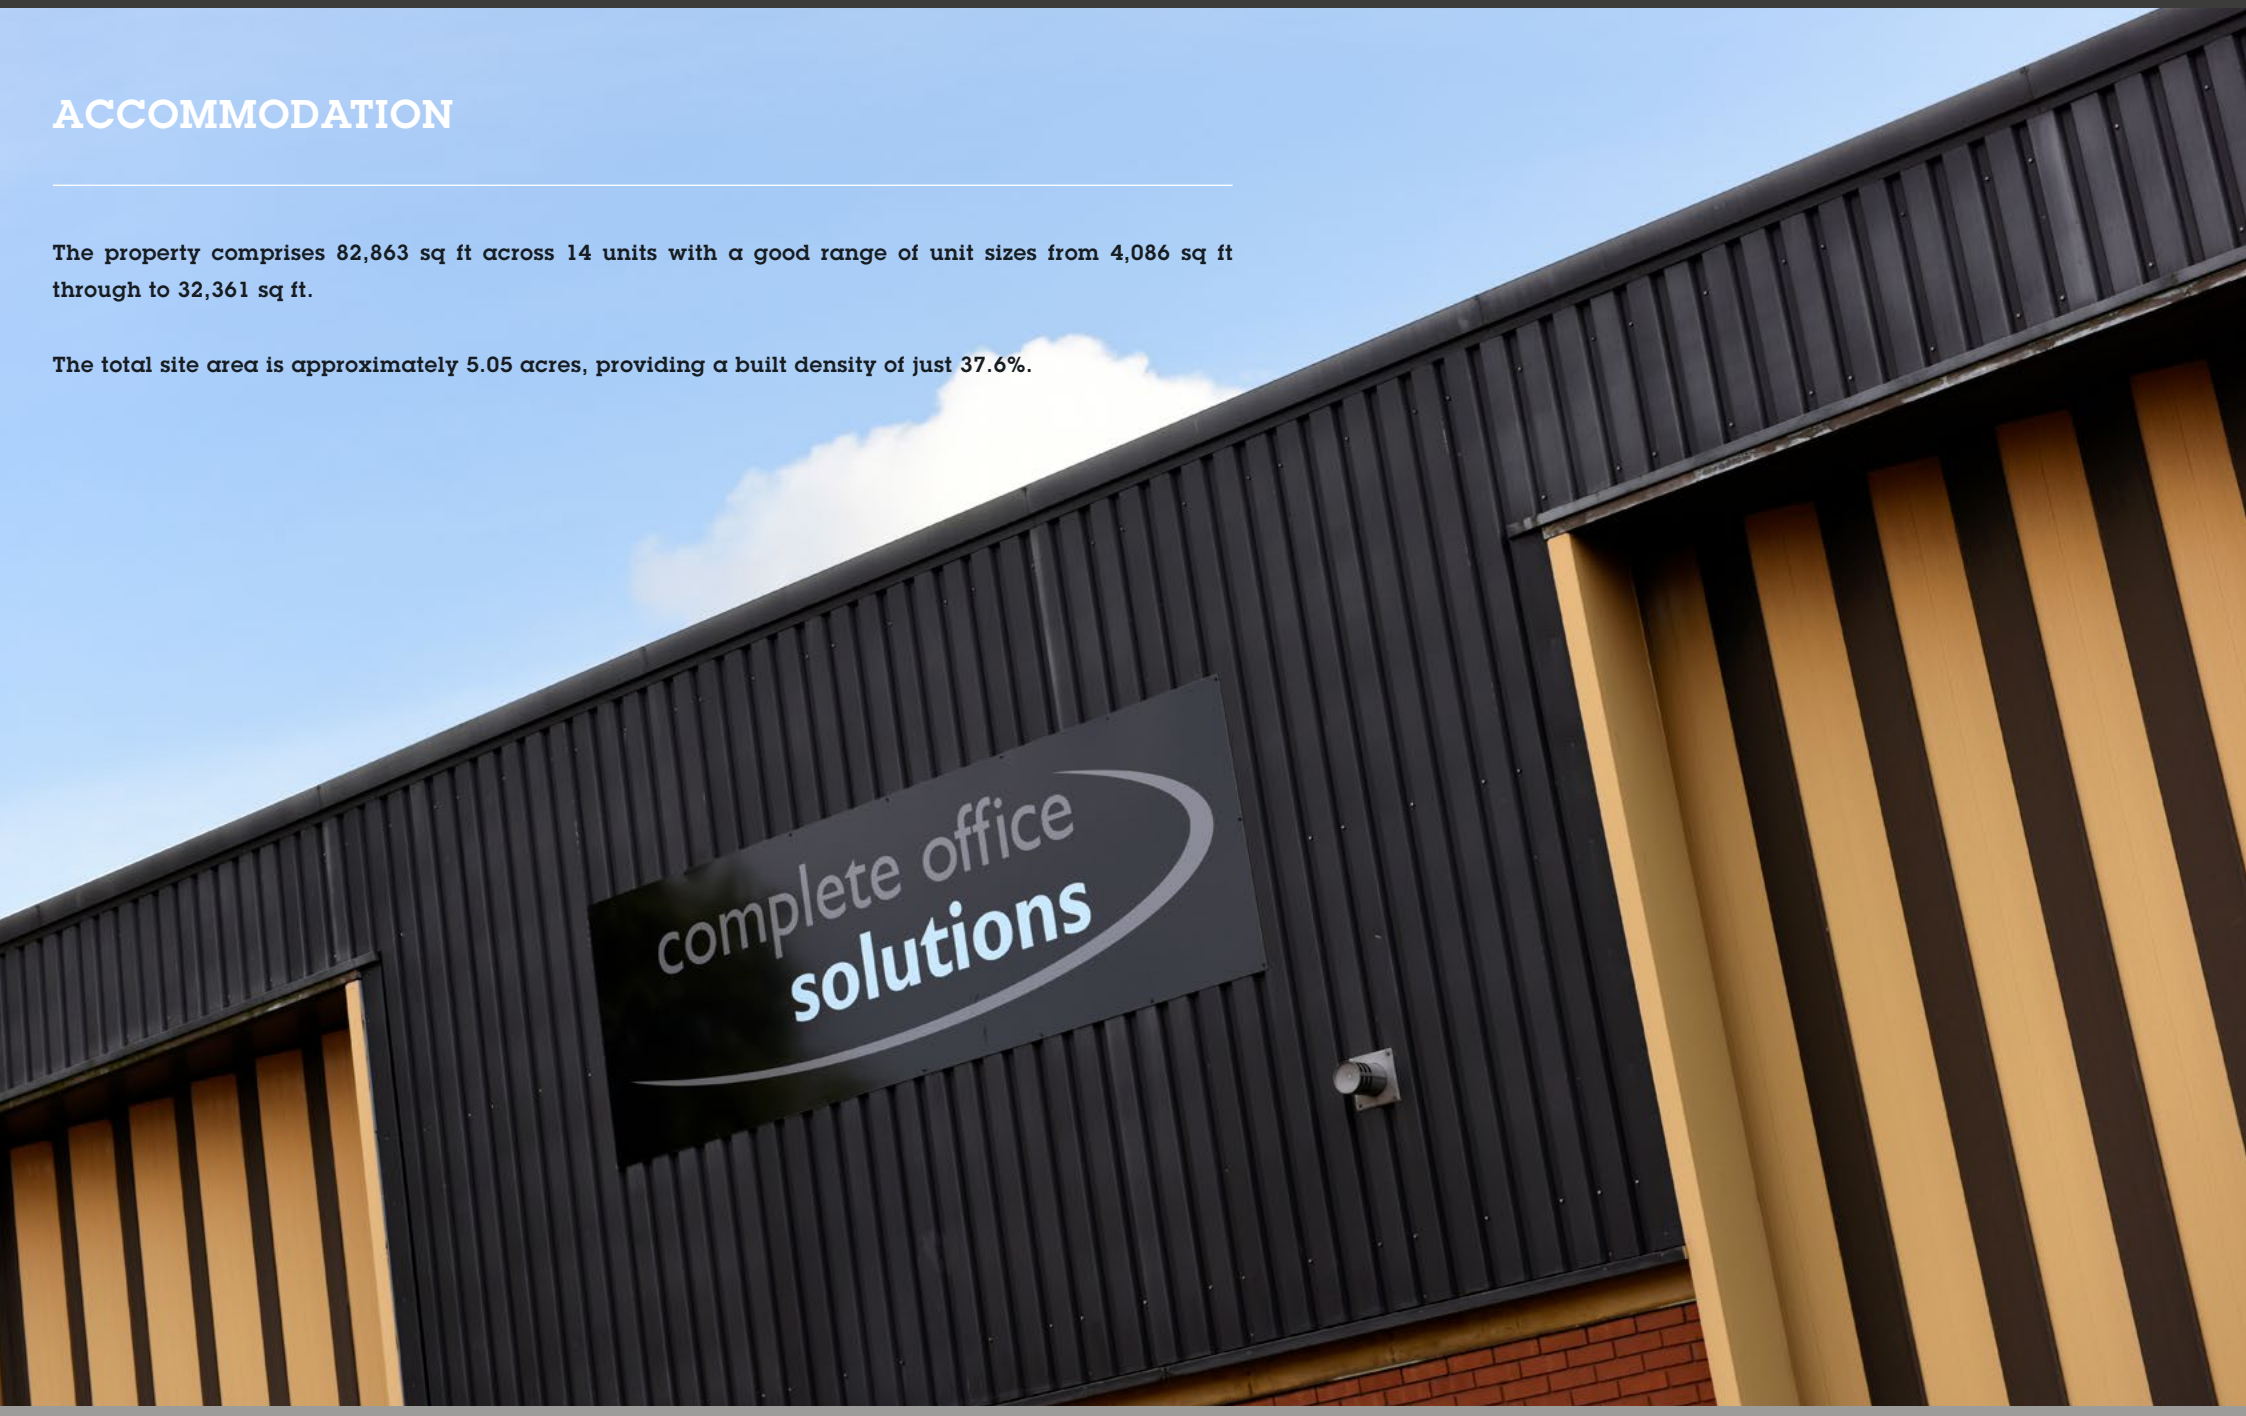 ACCOMMODATION
The property comprises 82,863 sq ft across 14 units with a good range of unit sizes from 4,086 sq ft
through to 32,361 sq ft.
The total site area is approximately 5.05 acres, providing a built density of just 37.6%.
complete office
solutions